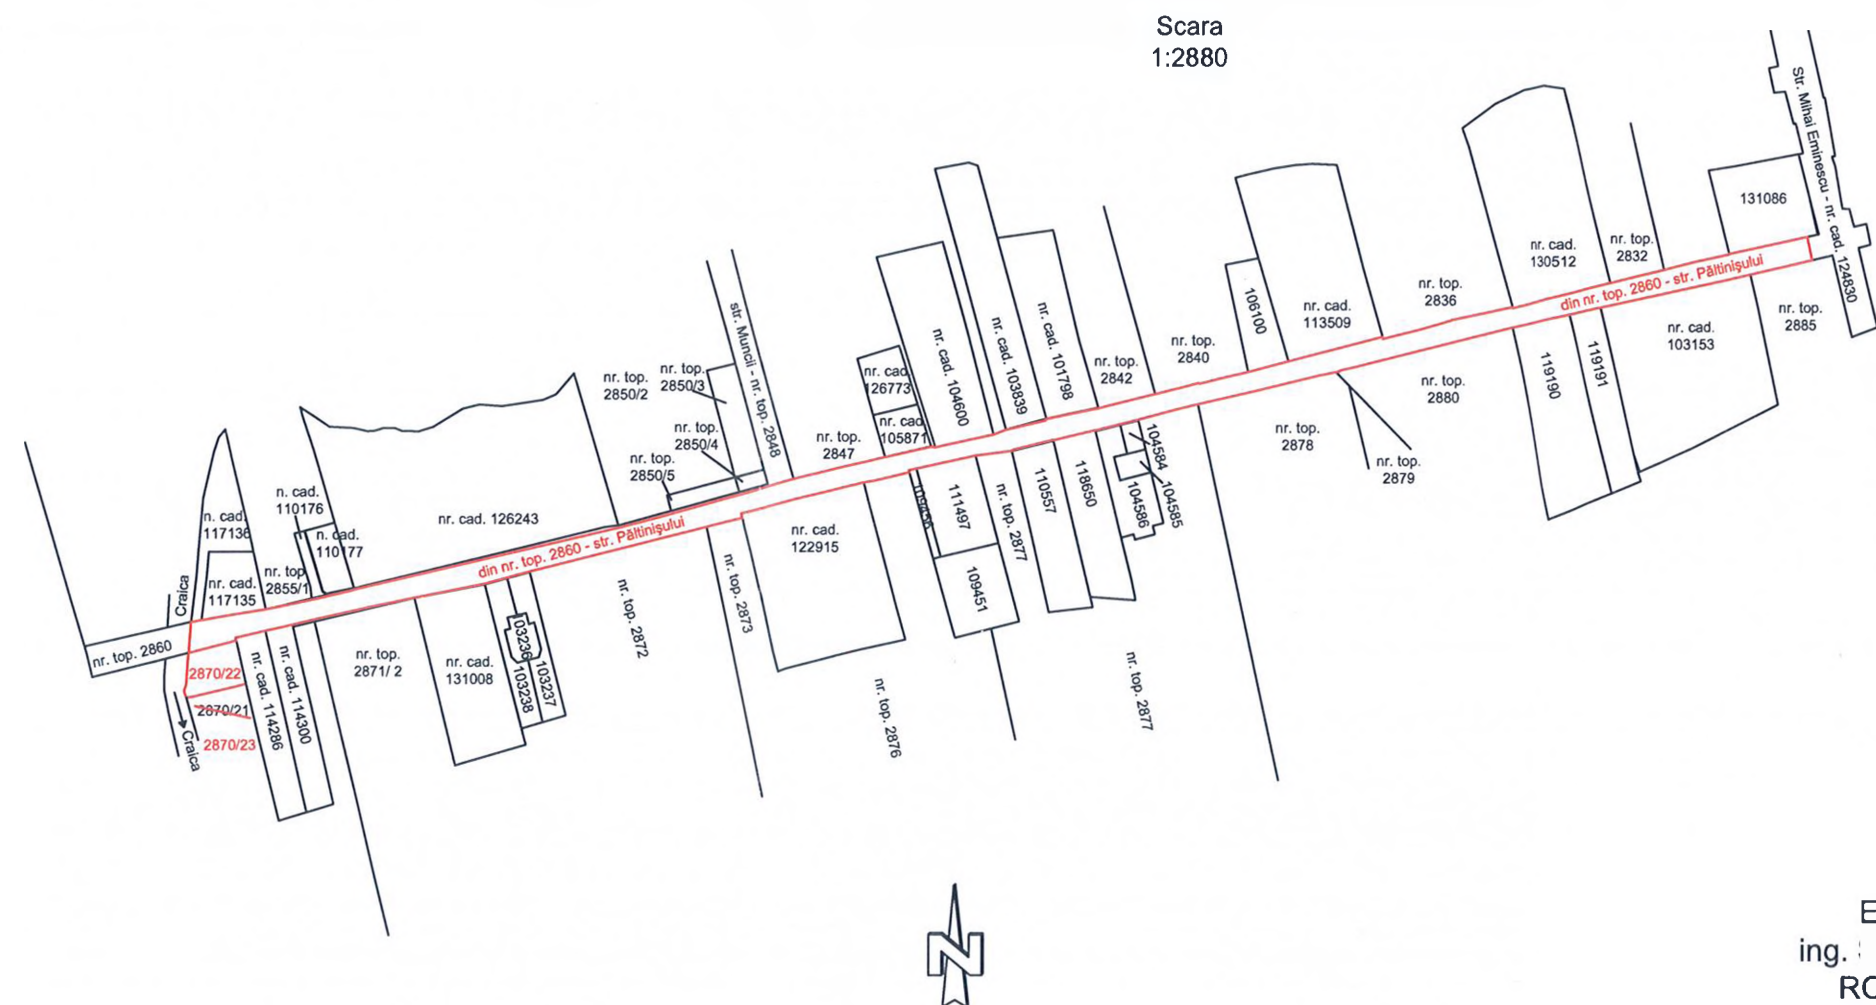 Scara
1:2880
Str. Mihai Eminescu - nr. cad. 124830
131086
nr. cad.
130512
nr. top.
2832
din nr. top. 2860 - str. Păltinişului
nr. top.
2836
nr. cad.
113509
106100
nr. top.
2840
nr. top.
2842
nr. cad. 101798
nr. cad. 103839
nr. cad. 104600
nr. cad
126773
nr. cad
105871
nr. top.
2847
str. Muncii - nr. top. 2848
nr. top.
2850/3
nr. top.
2850/2
nr. top.
2850/4
nr. top.
2850/5
nr. cad. 126243
n. cad.
110176
n. cad.
110177
n. cad.
117136
nr. cad.
117135
nr. top
2855/1
Craica
nr. top. 2860
din nr. top. 2860 - str. Păltinişului
2870/22
2870/21
2870/23
Craica
nr. cad. 114286
nr. cad. 114300
nr. top.
2871/ 2
nr. cad.
131008
103236
103238
103237
nr. top. 2872
nr. top. 2873
nr. cad.
122915
nr. top. 2876
111497
109451
nr. top. 2877
110557
118650
104584
104585
104586
nr. top. 2877
nr. top.
2878
nr. top.
2879
nr. top.
2880
119190
119191
nr. cad.
103153
nr. top.
2885
N
E
ing.
RO